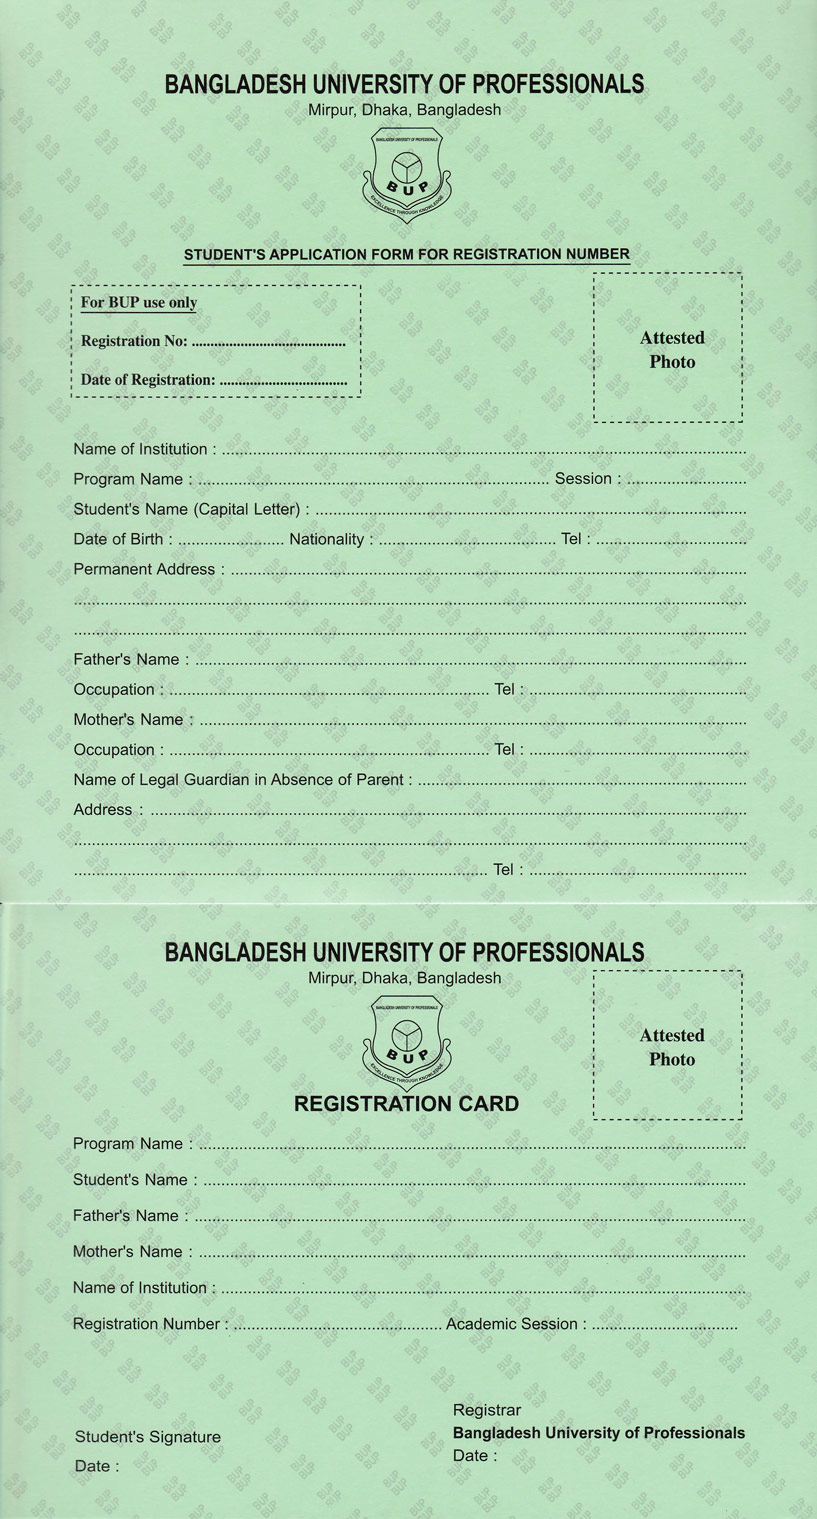 BANGLADESH UNIVERSITY OF PROFESSIONALS
Mirpur, Dhaka, Bangladesh
BANGLADESH UNIVERSITY OF PROFESSIONALS
BUP
EXCELLENCE THROUGH KNOWLEDGE
STUDENT'S APPLICATION FORM FOR REGISTRATION NUMBER
For BUP use only
Registration No: .........................................
Date of Registration: ..................................
Attested
Photo
Name of Institution : ........................................
Program Name : ........................................ Session : ...........................
Student's Name (Capital Letter) : ........................................
Date of Birth : ........................ Nationality : ........................................ Tel : ..................................
Permanent Address : ........................................
........................................
........................................
Father's Name : ........................................
Occupation : ........................................ Tel : ........................................
Mother's Name : ........................................
Occupation : ........................................ Tel : ........................................
Name of Legal Guardian in Absence of Parent : ........................................
Address : ........................................
........................................
........................................ Tel : ........................................
BANGLADESH UNIVERSITY OF PROFESSIONALS
Mirpur, Dhaka, Bangladesh
BANGLADESH UNIVERSITY OF PROFESSIONALS
BUP
EXCELLENCE THROUGH KNOWLEDGE
Attested
Photo
REGISTRATION CARD
Program Name : ........................................
Student's Name : ........................................
Father's Name : ........................................
Mother's Name : ........................................
Name of Institution : ........................................
Registration Number : ........................................ Academic Session : .................................
Student's Signature
Date :
Registrar
Bangladesh University of Professionals
Date :